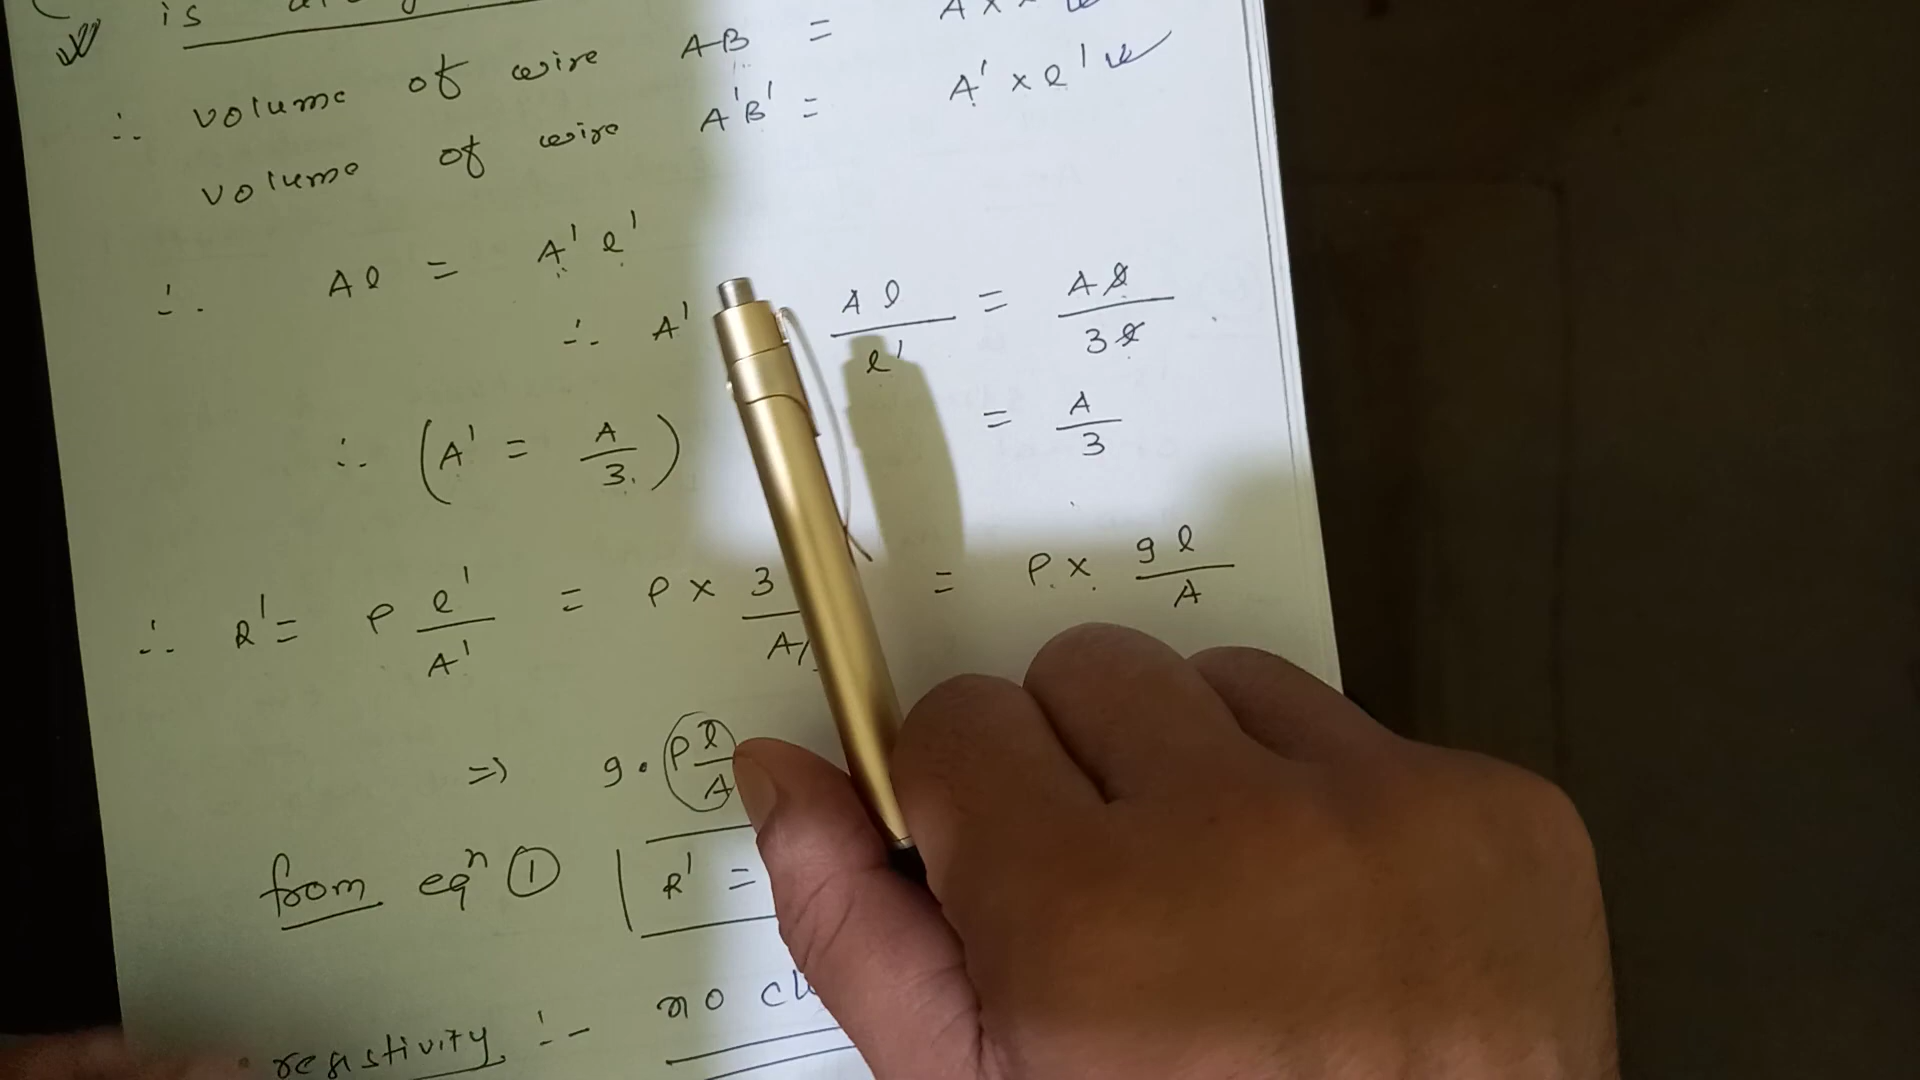 is
∴ volume of wire AB =
volume of wire A'B' = A' × l'
∴ Al = A' l'
∴ A' Al/l' = Al/3l
∴ (A' = A/3) = A/3
∴ R' = ρ l'/A' = ρ × 3 = ρ × 9l/A
=> 9 . ρl/A
from eqn ① R' =
resistivity :- no